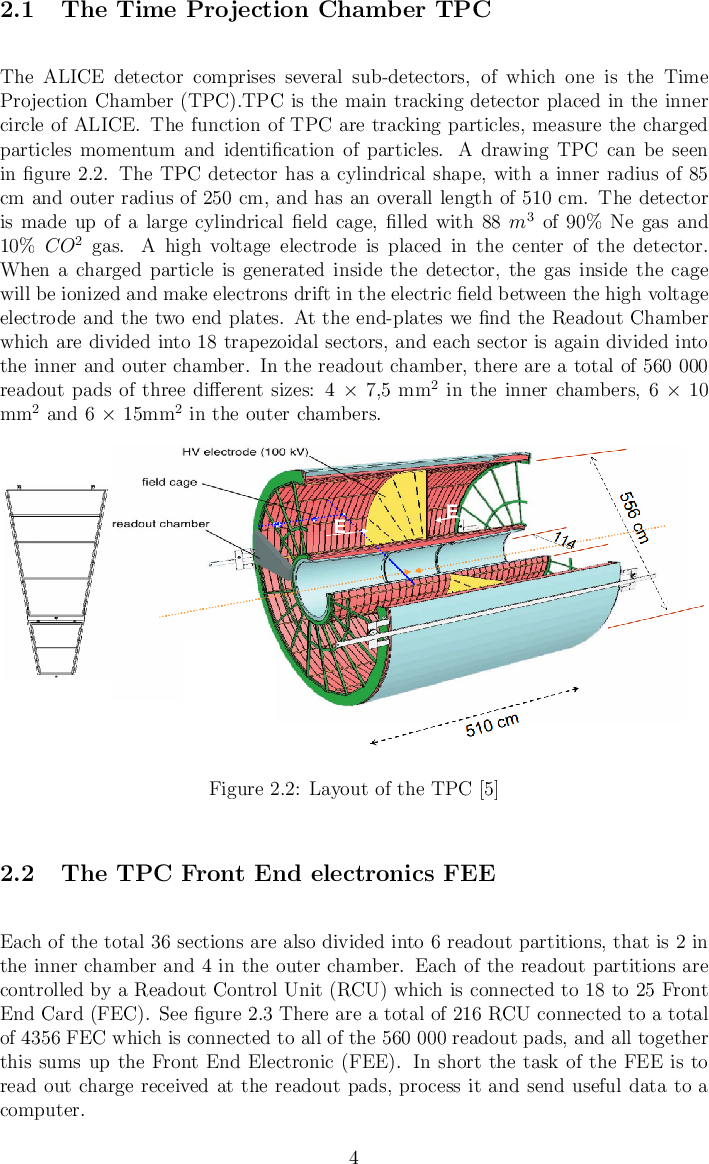 2.1 The Time Projection Chamber TPC
The ALICE detector comprises several sub-detectors, of which one is the Time
Projection Chamber (TPC).TPC is the main tracking detector placed in the inner
circle of ALICE. The function of TPC are tracking particles, measure the charged
particles momentum and identification of particles. A drawing TPC can be seen
in figure 2.2. The TPC detector has a cylindrical shape, with a inner radius of 85
cm and outer radius of 250 cm, and has an overall length of 510 cm. The detector
is made up of a large cylindrical field cage, filled with 88 m³ of 90% Ne gas and
10% CO² gas. A high voltage electrode is placed in the center of the detector.
When a charged particle is generated inside the detector, the gas inside the cage
will be ionized and make electrons drift in the electric field between the high voltage
electrode and the two end plates. At the end-plates we find the Readout Chamber
which are divided into 18 trapezoidal sectors, and each sector is again divided into
the inner and outer chamber. In the readout chamber, there are a total of 560 000
readout pads of three different sizes: 4 × 7,5 mm² in the inner chambers, 6 × 10
mm² and 6 × 15mm² in the outer chambers.
HV electrode (100 kV)
field cage
readout chamber
E
E
556 cm
114
510 cm
Figure 2.2: Layout of the TPC [5]
2.2 The TPC Front End electronics FEE
Each of the total 36 sections are also divided into 6 readout partitions, that is 2 in
the inner chamber and 4 in the outer chamber. Each of the readout partitions are
controlled by a Readout Control Unit (RCU) which is connected to 18 to 25 Front
End Card (FEC). See figure 2.3 There are a total of 216 RCU connected to a total
of 4356 FEC which is connected to all of the 560 000 readout pads, and all together
this sums up the Front End Electronic (FEE). In short the task of the FEE is to
read out charge received at the readout pads, process it and send useful data to a
computer.
4